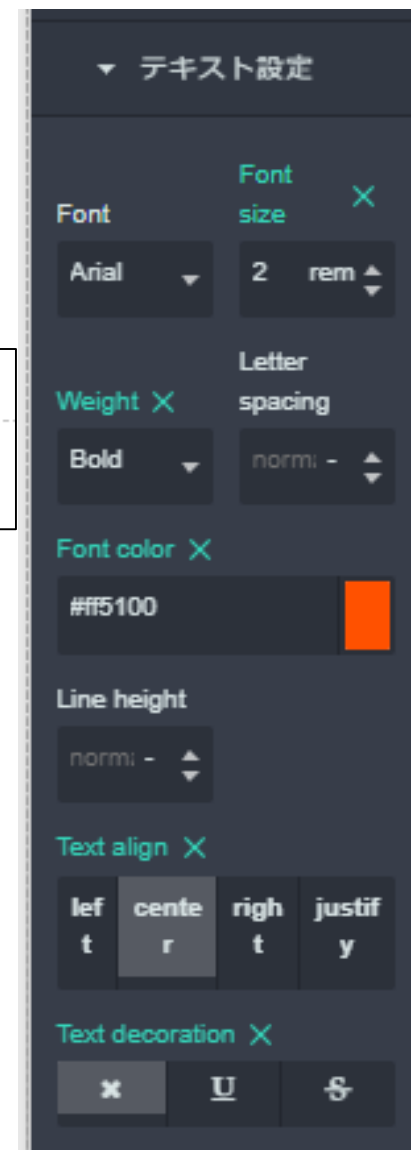 テキスト設定
Font
Font
size
Arial
2 rem
Weight
Letter
spacing
Bold
norm: -
Font color
#ff5100
Line height
norm: -
Text align
lef
t
cente
r
righ
t
justif
y
Text decoration
U
S